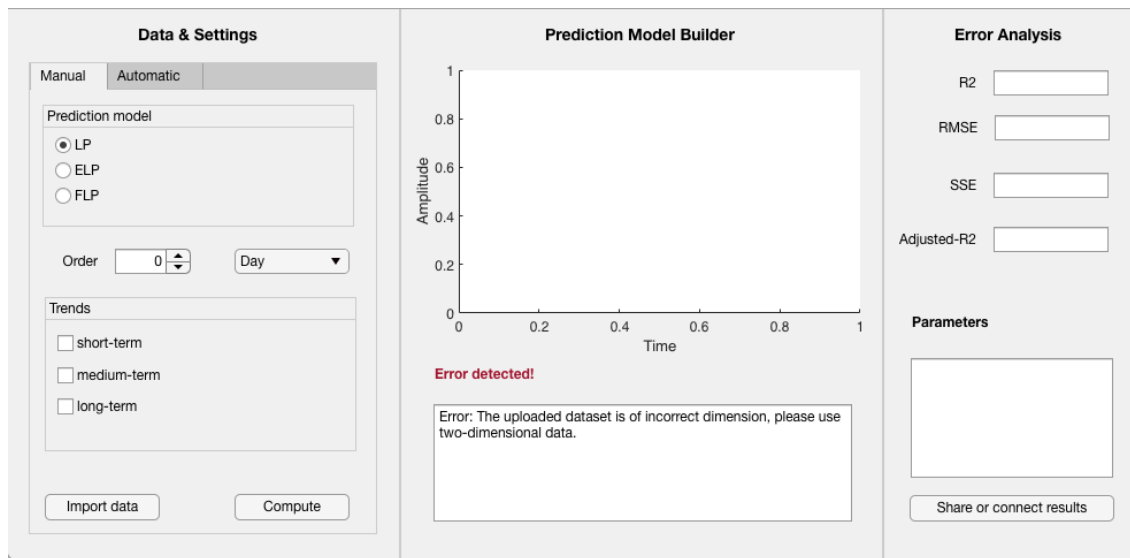 Data & Settings
Manual
Automatic
Prediction model
LP
ELP
FLP
Order
0
Day
Trends
short-term
medium-term
long-term
Import data
Compute
Prediction Model Builder
Amplitude
1
0.8
0.6
0.4
0.2
0
0 0.2 0.4 0.6 0.8 1
Time
Error detected!
Error: The uploaded dataset is of incorrect dimension, please use
two-dimensional data.
Error Analysis
R2
RMSE
SSE
Adjusted-R2
Parameters
Share or connect results